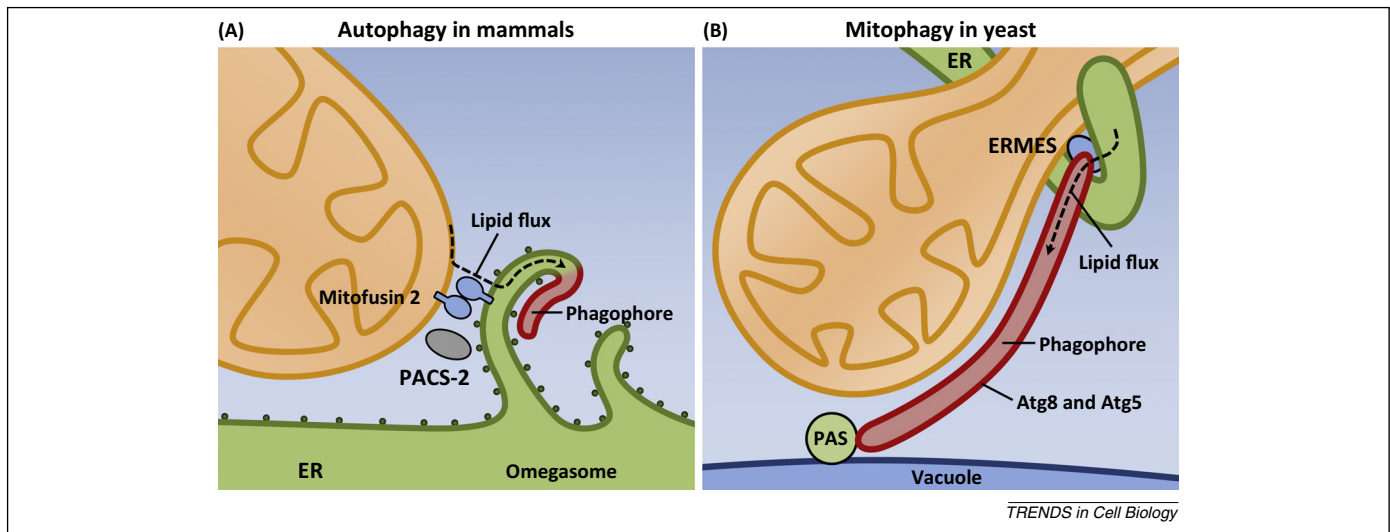 (A) Autophagy in mammals
Lipid flux
Mitofusin 2
Phagophore
PACS-2
ER
Omegasome
(B) Mitophagy in yeast
ER
ERMES
Lipid flux
Phagophore
Atg8 and Atg5
PAS
Vacuole
TRENDS in Cell Biology